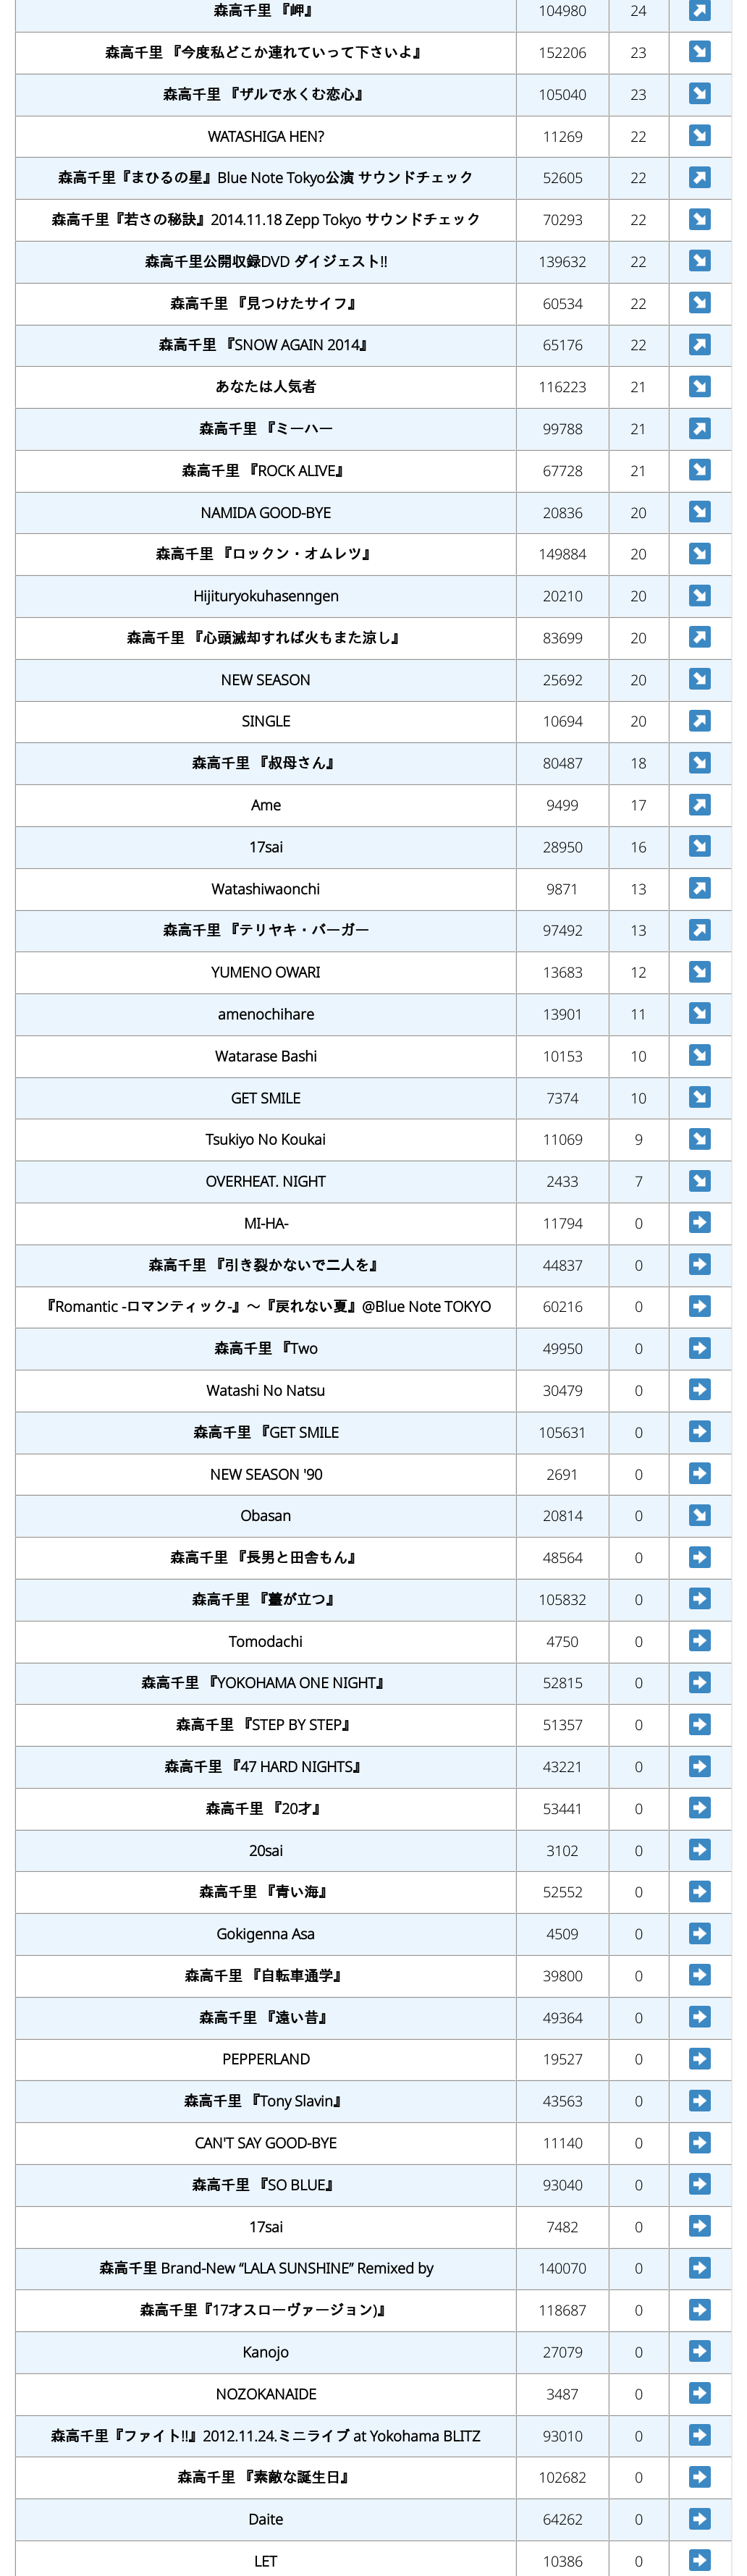 森高千里 『岬』 104980 24
森高千里 『今度私どこか連れていって下さいよ』 152206 23
森高千里 『ザルで水くむ恋心』 105040 23
WATASHIGA HEN? 11269 22
森高千里『まひるの星』Blue Note Tokyo公演 サウンドチェック 52605 22
森高千里『若さの秘訣』2014.11.18 Zepp Tokyo サウンドチェック 70293 22
森高千里公開収録DVD ダイジェスト!! 139632 22
森高千里 『見つけたサイフ』 60534 22
森高千里 『SNOW AGAIN 2014』 65176 22
あなたは人気者 116223 21
森高千里 『ミーハー 99788 21
森高千里 『ROCK ALIVE』 67728 21
NAMIDA GOOD-BYE 20836 20
森高千里 『ロックン・オムレツ』 149884 20
Hijituryokuhasenngen 20210 20
森高千里 『心頭滅却すれば火もまた涼し』 83699 20
NEW SEASON 25692 20
SINGLE 10694 20
森高千里 『叔母さん』 80487 18
Ame 9499 17
17sai 28950 16
Watashiwaonchi 9871 13
森高千里 『テリヤキ・バーガー 97492 13
YUMENO OWARI 13683 12
amenochihare 13901 11
Watarase Bashi 10153 10
GET SMILE 7374 10
Tsukiyo No Koukai 11069 9
OVERHEAT. NIGHT 2433 7
MI-HA- 11794 0
森高千里 『引き裂かないで二人を』 44837 0
『Romantic -ロマンティック-』～『戻れない夏』@Blue Note TOKYO 60216 0
森高千里 『Two 49950 0
Watashi No Natsu 30479 0
森高千里 『GET SMILE 105631 0
NEW SEASON '90 2691 0
Obasan 20814 0
森高千里 『長男と田舎もん』 48564 0
森高千里 『薹が立つ』 105832 0
Tomodachi 4750 0
森高千里 『YOKOHAMA ONE NIGHT』 52815 0
森高千里 『STEP BY STEP』 51357 0
森高千里 『47 HARD NIGHTS』 43221 0
森高千里 『20才』 53441 0
20sai 3102 0
森高千里 『青い海』 52552 0
Gokigenna Asa 4509 0
森高千里 『自転車通学』 39800 0
森高千里 『遠い昔』 49364 0
PEPPERLAND 19527 0
森高千里 『Tony Slavin』 43563 0
CAN'T SAY GOOD-BYE 11140 0
森高千里 『SO BLUE』 93040 0
17sai 7482 0
森高千里 Brand-New “LALA SUNSHINE” Remixed by 140070 0
森高千里『17才スローヴァージョン)』 118687 0
Kanojo 27079 0
NOZOKANAIDE 3487 0
森高千里『ファイト!!』2012.11.24.ミニライブ at Yokohama BLITZ 93010 0
森高千里 『素敵な誕生日』 102682 0
Daite 64262 0
LET 10386 0